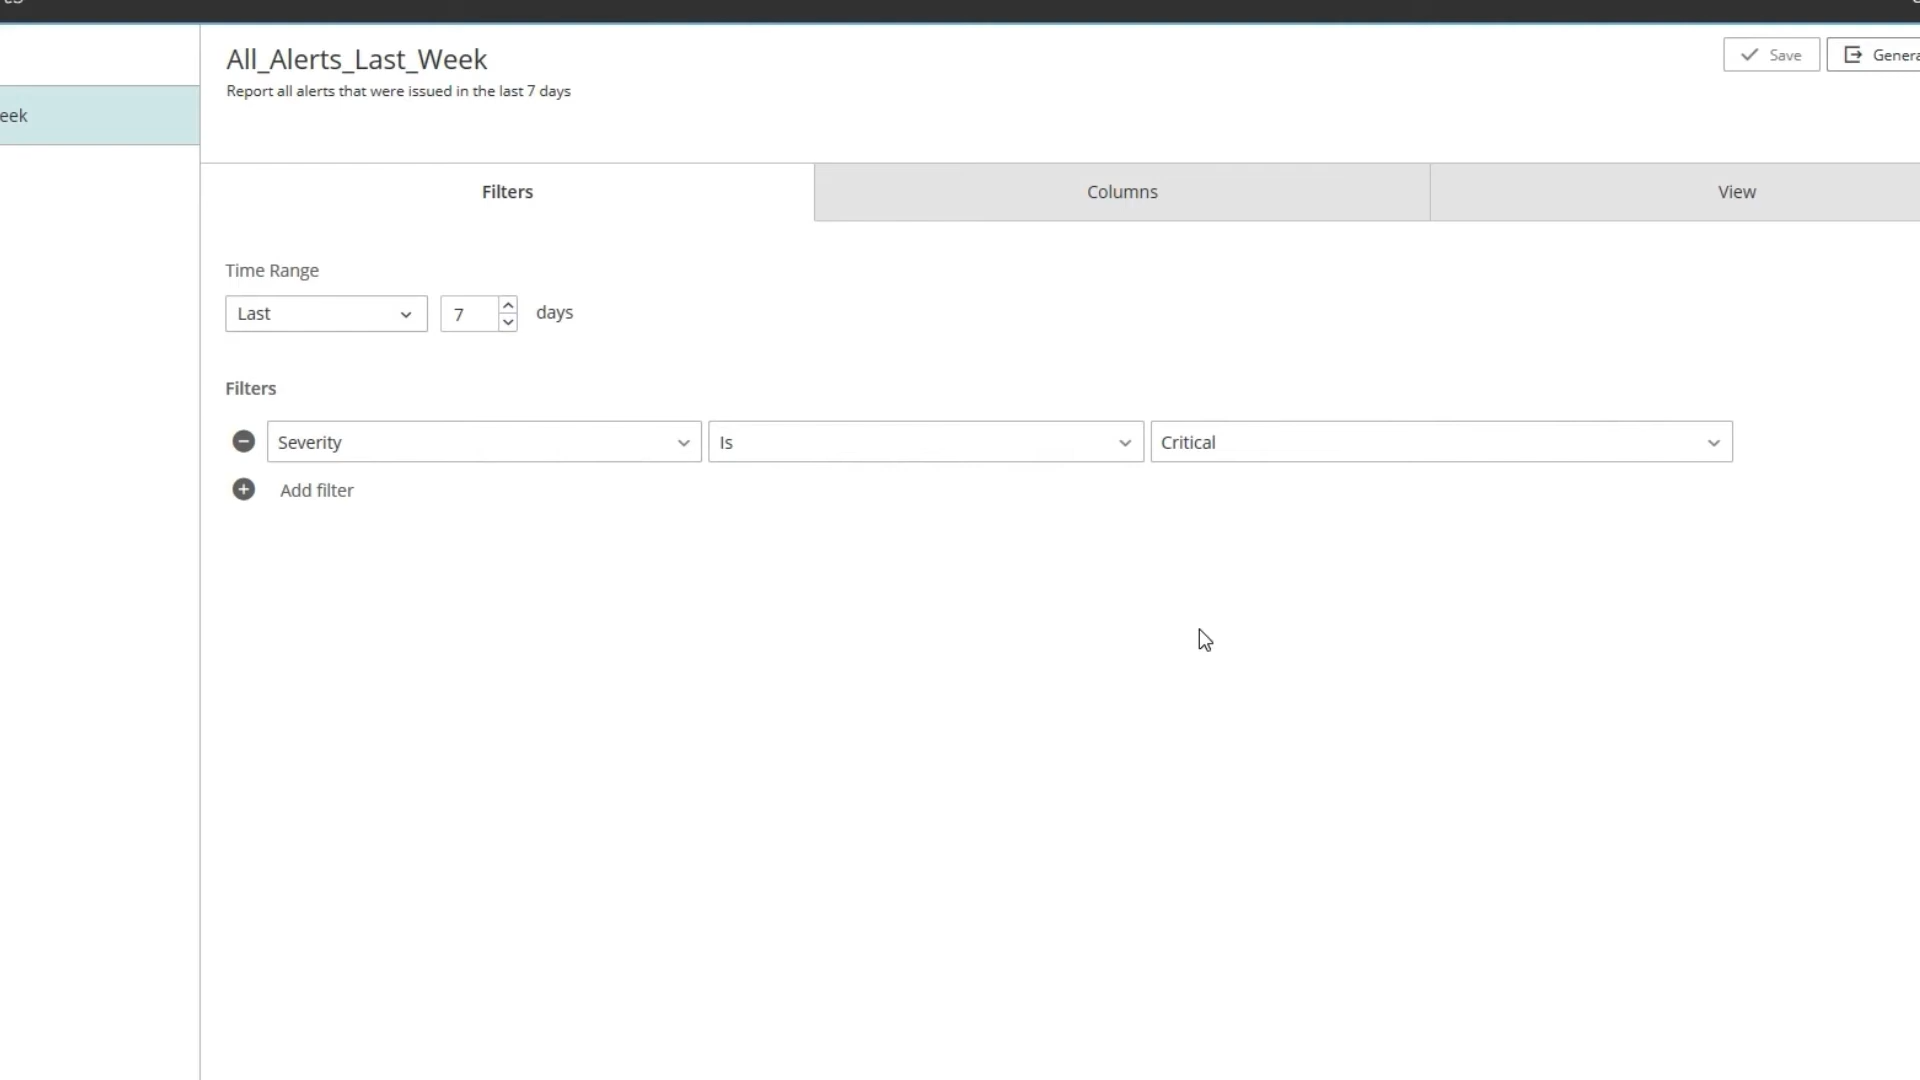 All_Alerts_Last_Week
Save
Genera
Report all alerts that were issued in the last 7 days
eek
Filters
Columns
View
Time Range
Last
7
days
Filters
Severity
Is
Critical
Add filter